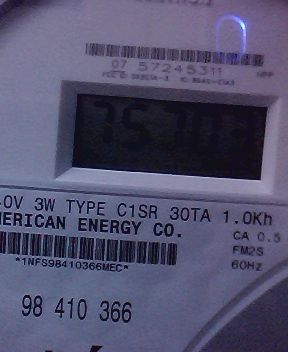 07 57245311
75703
0V 3W TYPE C1SR 30TA 1.0Kh
MERICAN ENERGY CO.
CA 0.5
FM2S
60Hz
*1NFS98410366MEC*
98 410 366